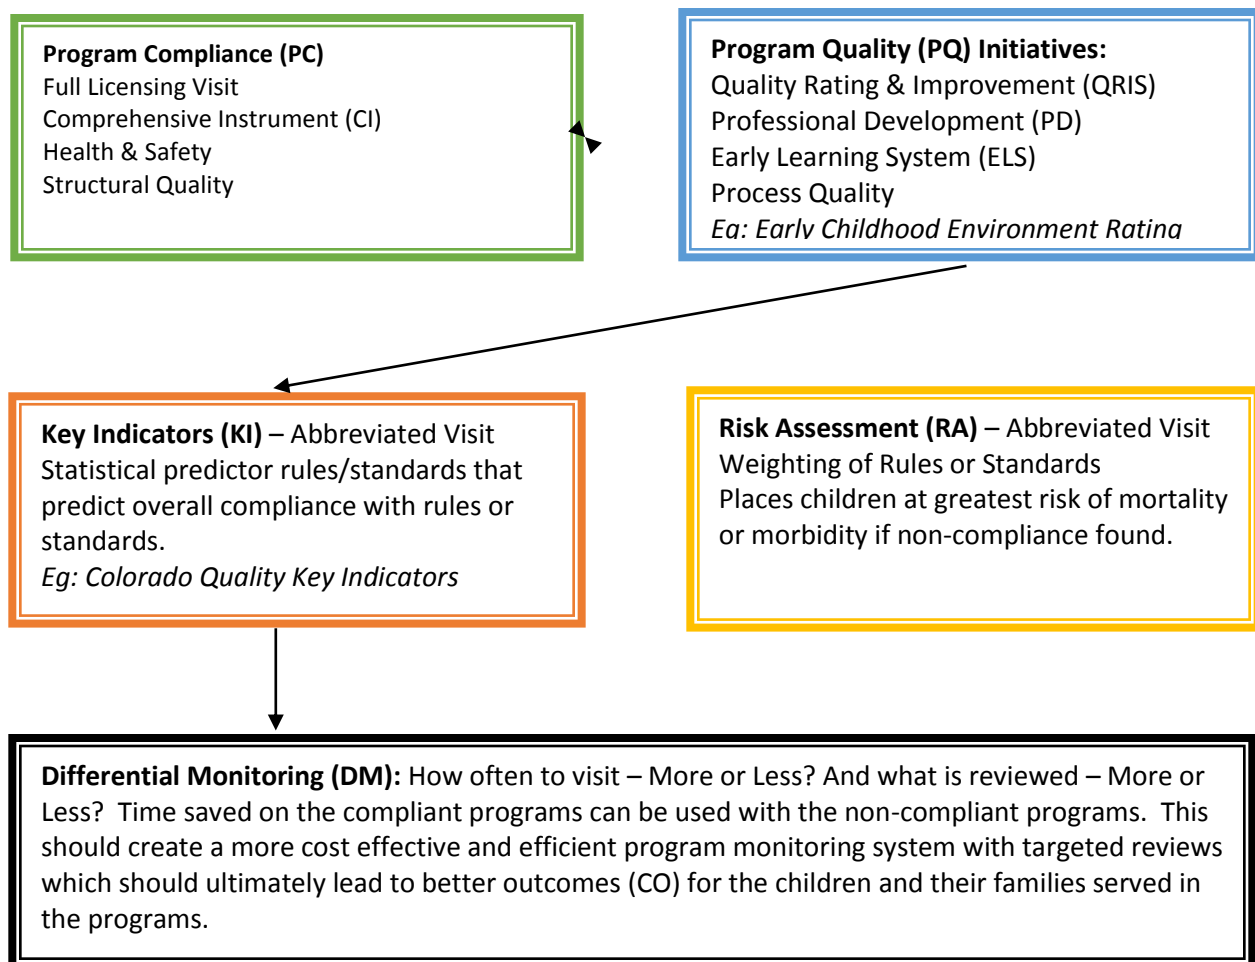 Program Compliance (PC)
Full Licensing Visit
Comprehensive Instrument (CI)
Health & Safety
Structural Quality
Program Quality (PQ) Initiatives:
Quality Rating & Improvement (QRIS)
Professional Development (PD)
Early Learning System (ELS)
Process Quality
Eg: Early Childhood Environment Rating
Key Indicators (KI) – Abbreviated Visit
Statistical predictor rules/standards that
predict overall compliance with rules or
standards.
Eg: Colorado Quality Key Indicators
Risk Assessment (RA) – Abbreviated Visit
Weighting of Rules or Standards
Places children at greatest risk of mortality
or morbidity if non-compliance found.
Differential Monitoring (DM): How often to visit – More or Less? And what is reviewed – More or
Less?  Time saved on the compliant programs can be used with the non-compliant programs.  This
should create a more cost effective and efficient program monitoring system with targeted reviews
which should ultimately lead to better outcomes (CO) for the children and their families served in
the programs.